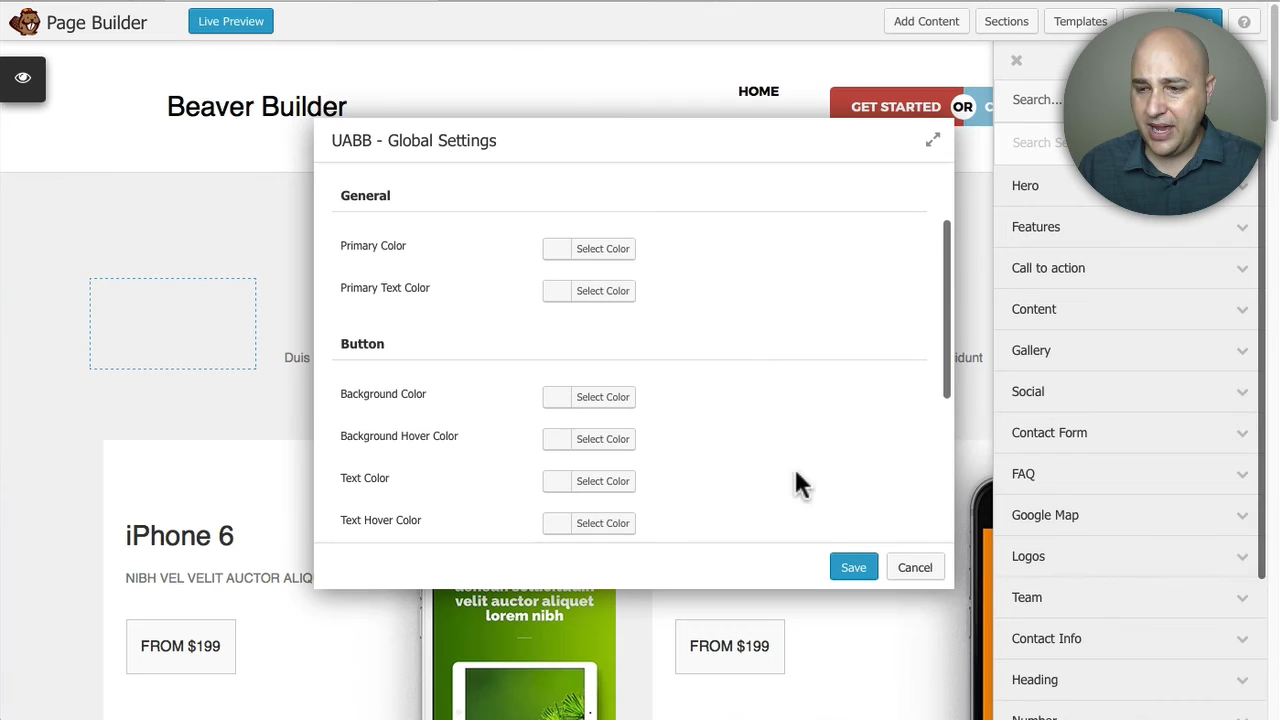 Page Builder
Live Preview
Add Content
Sections
Templates
?
Beaver Builder
HOME
GET STARTED
OR
Search...
UABB - Global Settings
General
Primary Color
Select Color
Primary Text Color
Select Color
Button
Background Color
Select Color
Background Hover Color
Select Color
Text Color
Select Color
Text Hover Color
Select Color
Save
Cancel
Duis
Hero
Features
Call to action
Content
Gallery
Social
Contact Form
FAQ
Google Map
Logos
Team
Contact Info
Heading
Number
iPhone 6
NIBH VEL VELIT AUCTOR ALIQ
FROM $199
velit auctor aliquet
lorem nibh
FROM $199